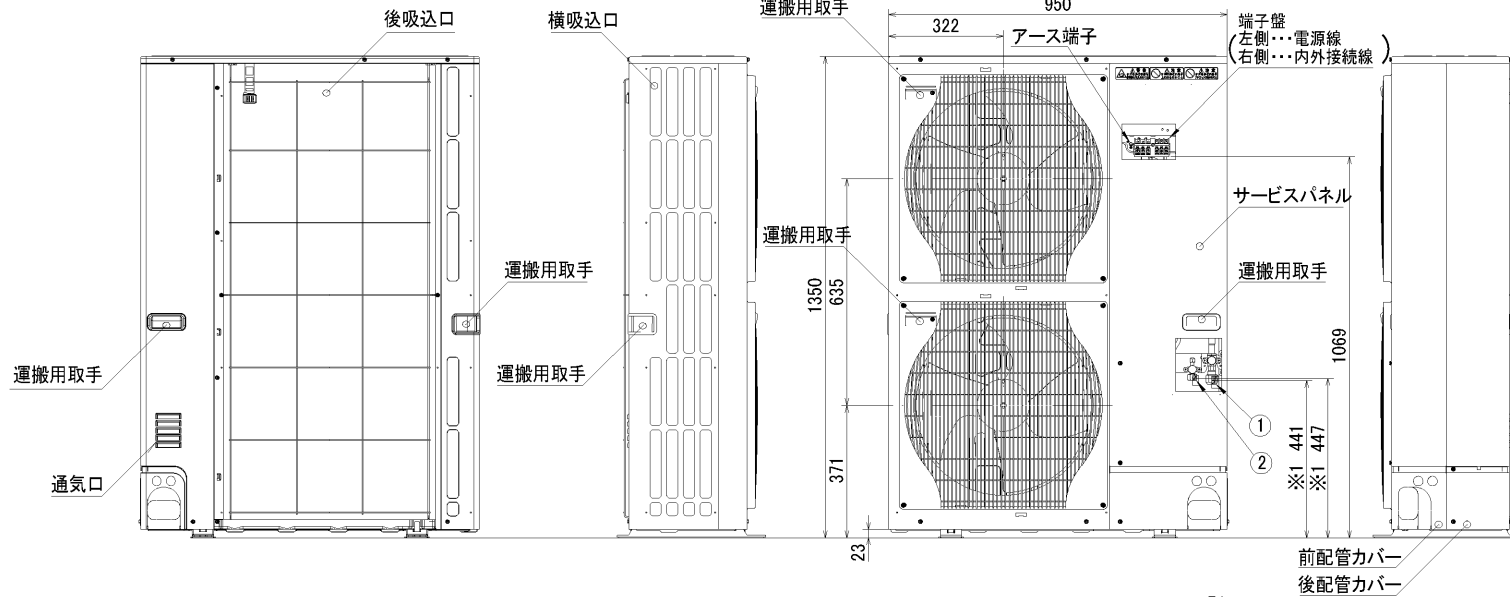 後吸込口
運搬用取手
運搬用取手
通気口
横吸込口
運搬用取手
運搬用取手
運搬用取手
950
322
アース端子
端子盤
左側・・・電源線
右側・・・内外接続線
サービスパネル
運搬用取手
1350
635
371
23
1069
※1 441
※1 447
①
②
前配管カバー
後配管カバー